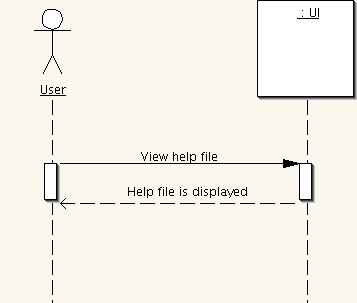 : UI
User
View help file
Help file is displayed